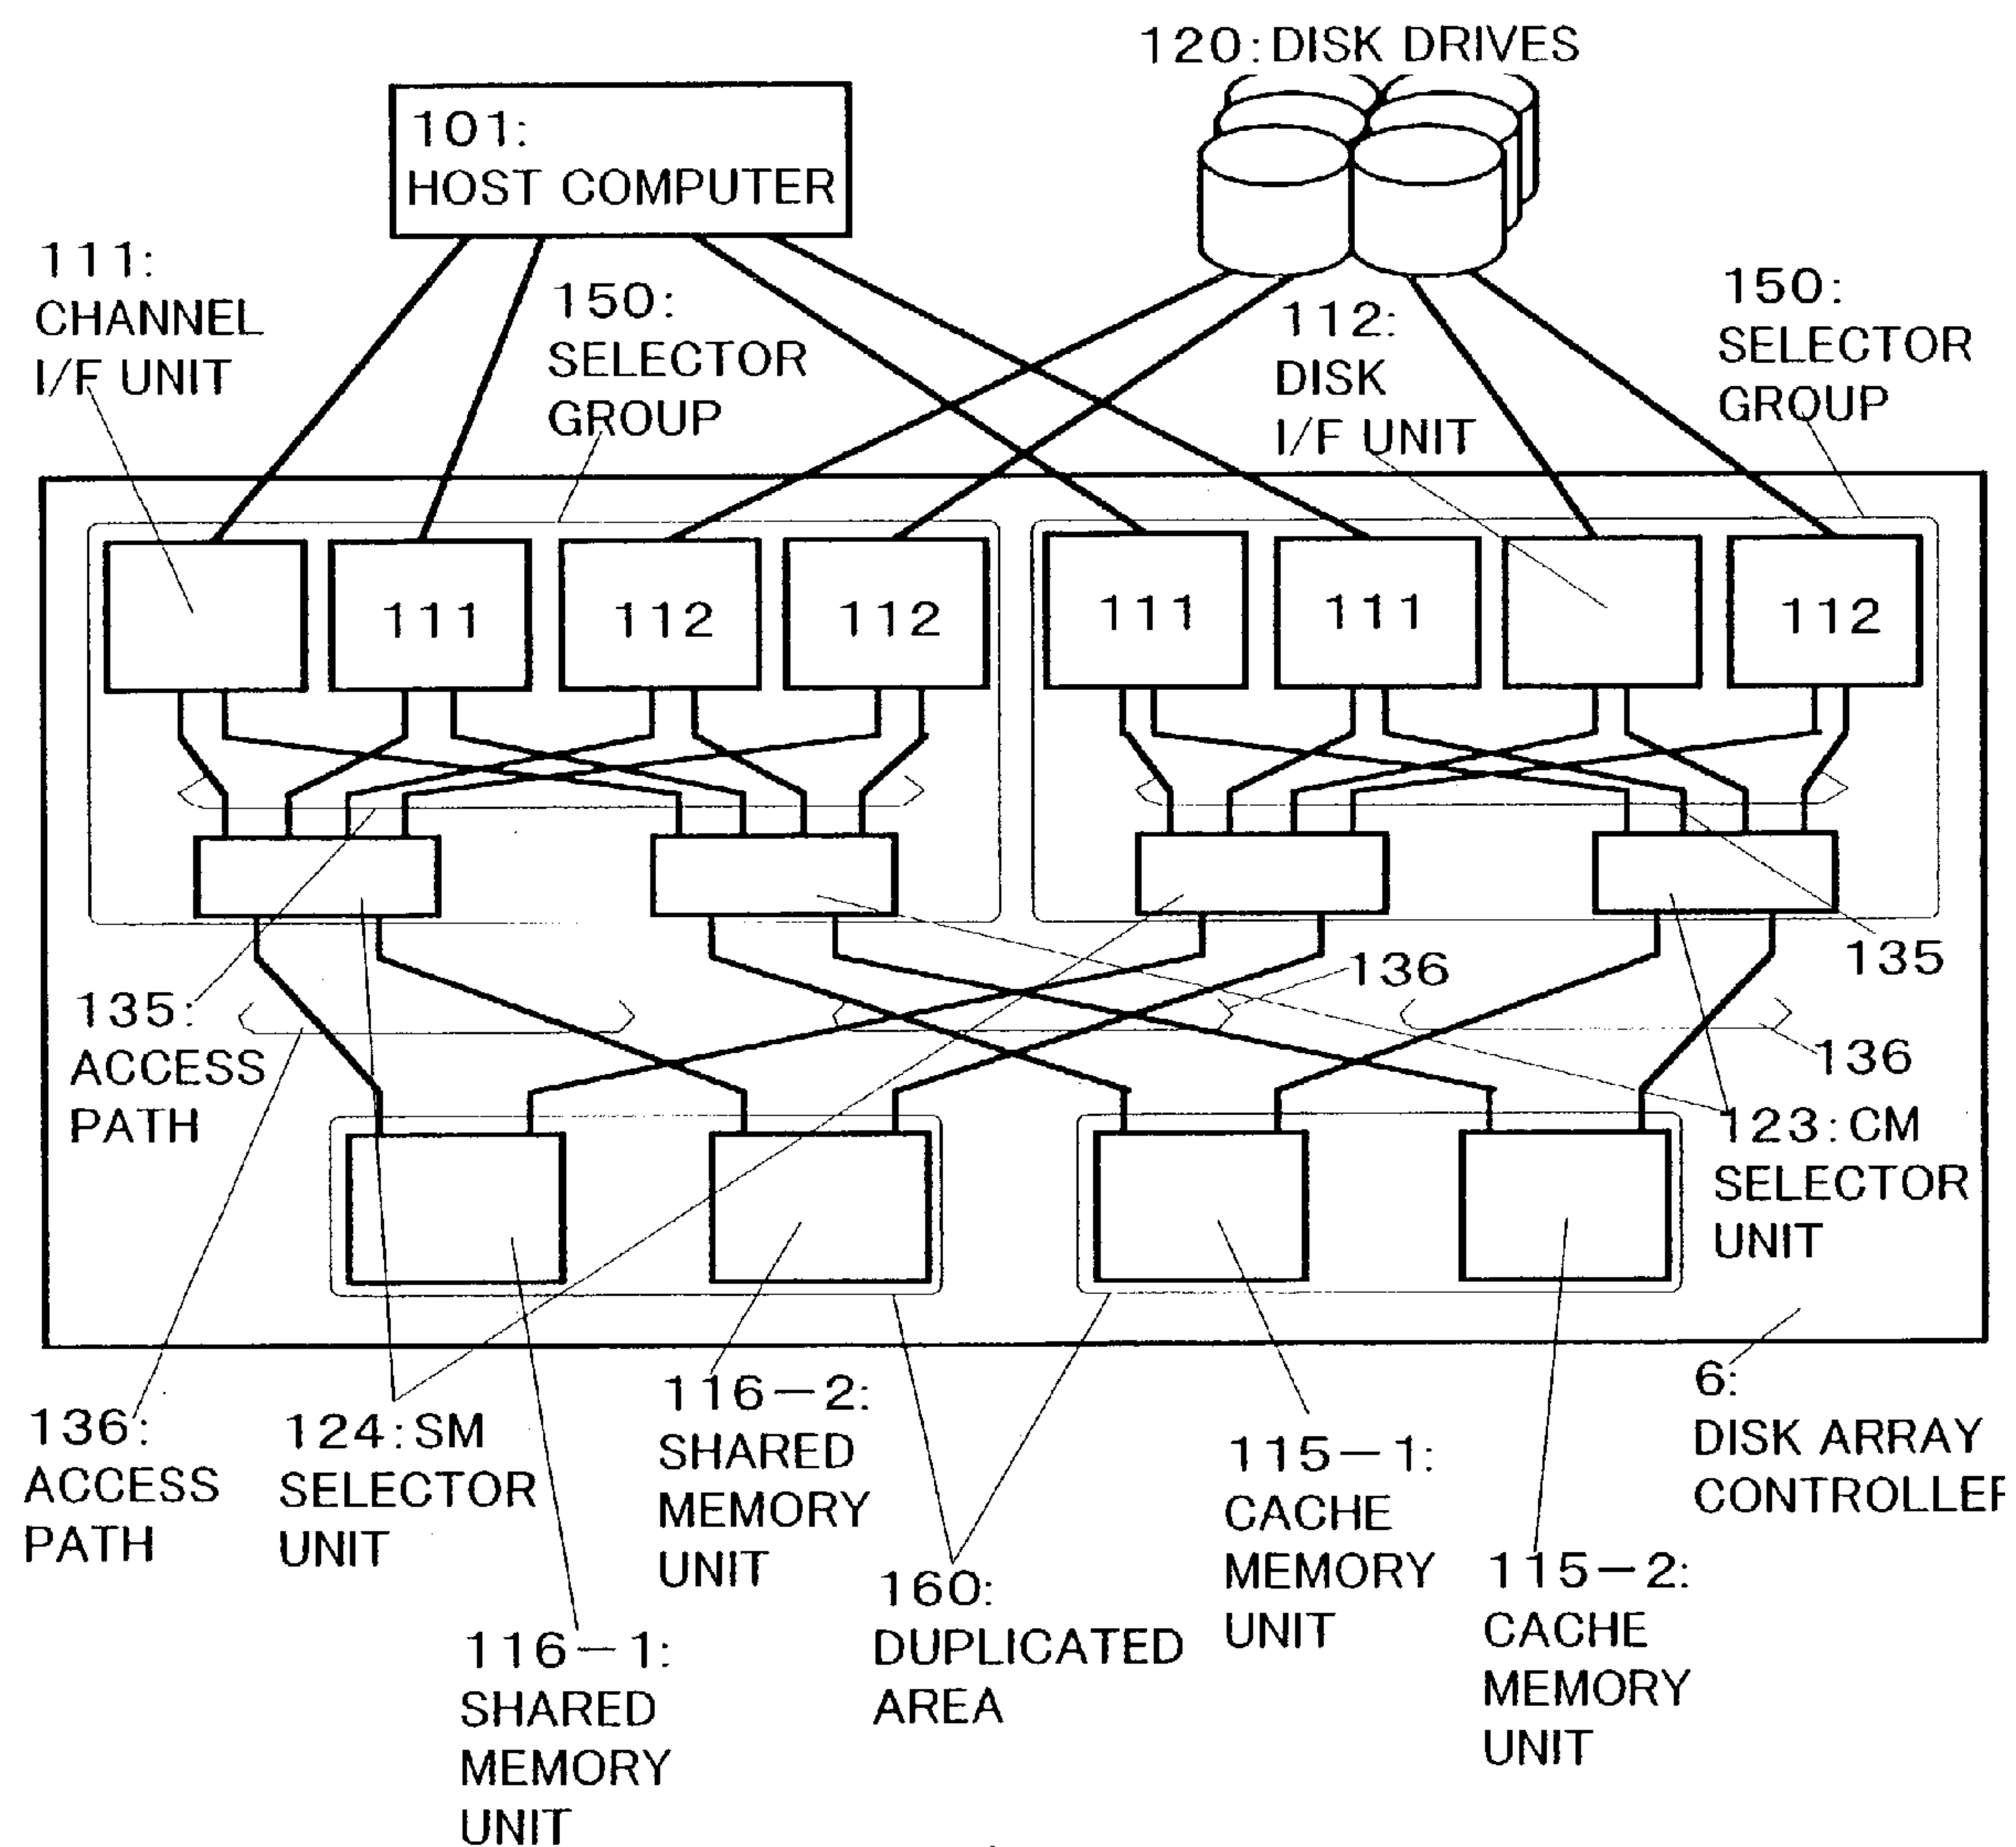 120:DISK DRIVES
101:
HOST COMPUTER
111:
CHANNEL
I/F UNIT
150:
SELECTOR
GROUP
112:
DISK
I/F UNIT
150:
SELECTOR
GROUP
111
112
112
111
111
112
135:
ACCESS
PATH
136
135
136
123:CM
SELECTOR
UNIT
136:
ACCESS
PATH
124:SM
SELECTOR
UNIT
116-1:
SHARED
MEMORY
UNIT
116-2:
SHARED
MEMORY
UNIT
160:
DUPLICATED
AREA
115-1:
CACHE
MEMORY
UNIT
115-2:
CACHE
MEMORY
UNIT
6:
DISK ARRAY
CONTROLLER